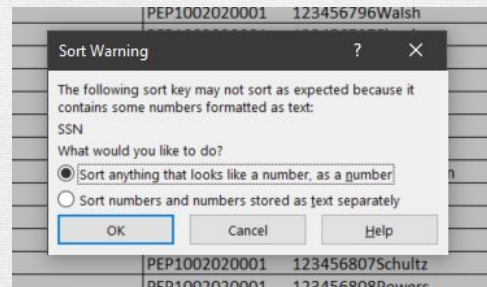 PEP1002020001 123456796Walsh
Sort Warning ? ×
The following sort key may not sort as expected because it
contains some numbers formatted as text:
SSN
What would you like to do?
Sort anything that looks like a number, as a number
Sort numbers and numbers stored as text separately
OK Cancel Help
PEP1002020001 123456807Schultz
PEP1002020001 123456808Powers